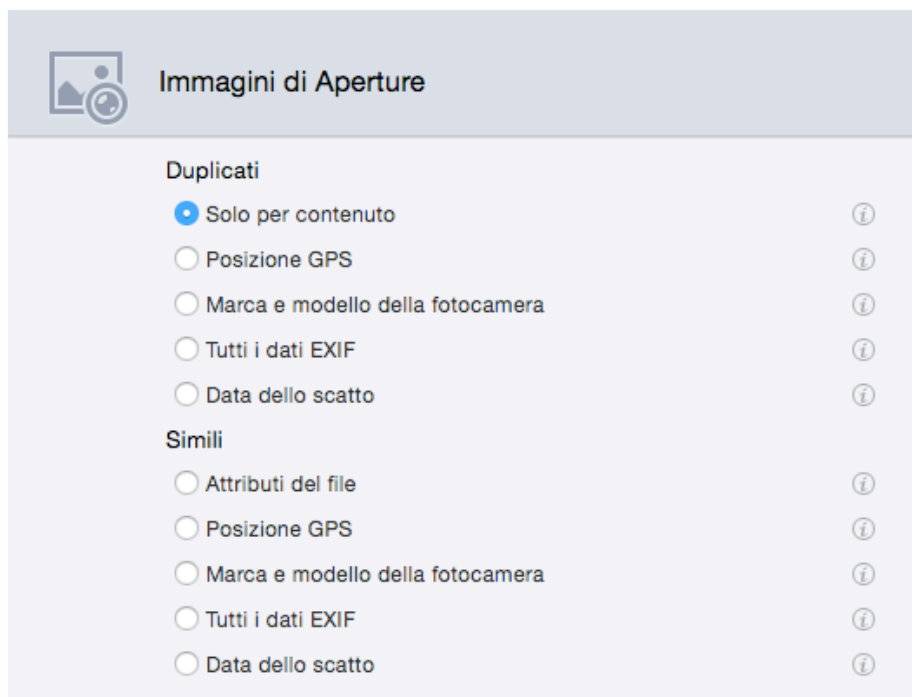 Immagini di Aperture
Duplicati
Solo per contenuto
Posizione GPS
Marca e modello della fotocamera
Tutti i dati EXIF
Data dello scatto
Simili
Attributi del file
Posizione GPS
Marca e modello della fotocamera
Tutti i dati EXIF
Data dello scatto